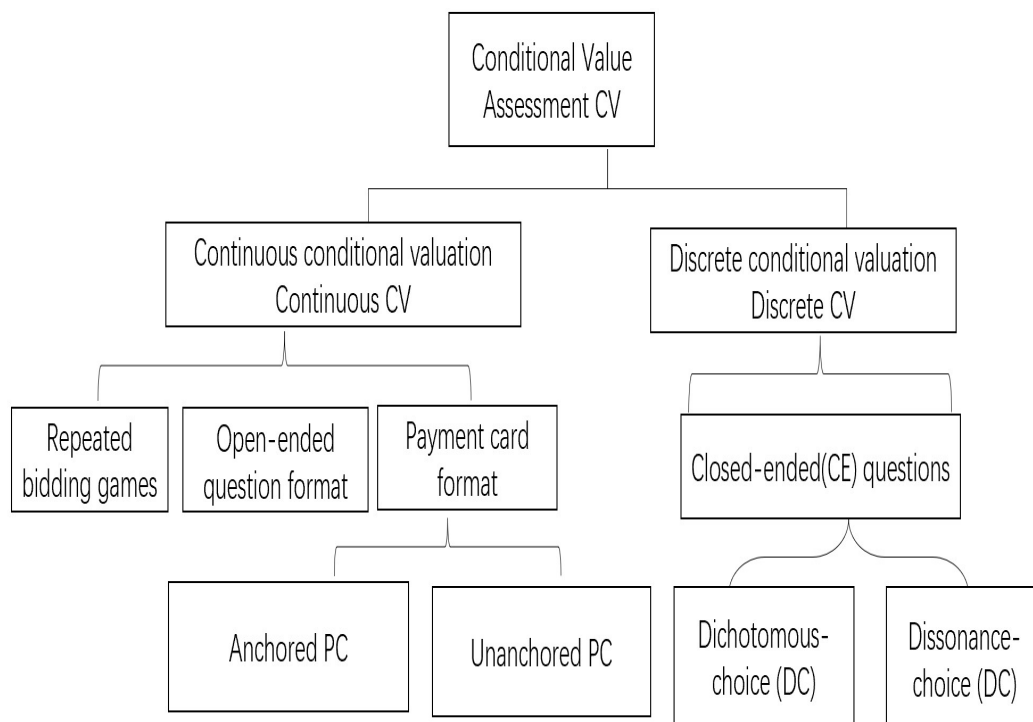 Conditional Value
Assessment CV
Continuous conditional valuation
Continuous CV
Discrete conditional valuation
Discrete CV
Repeated
bidding games
Open-ended
question format
Payment card
format
Closed-ended(CE) questions
Anchored PC
Unanchored PC
Dichotomous-
choice (DC)
Dissonance-
choice (DC)